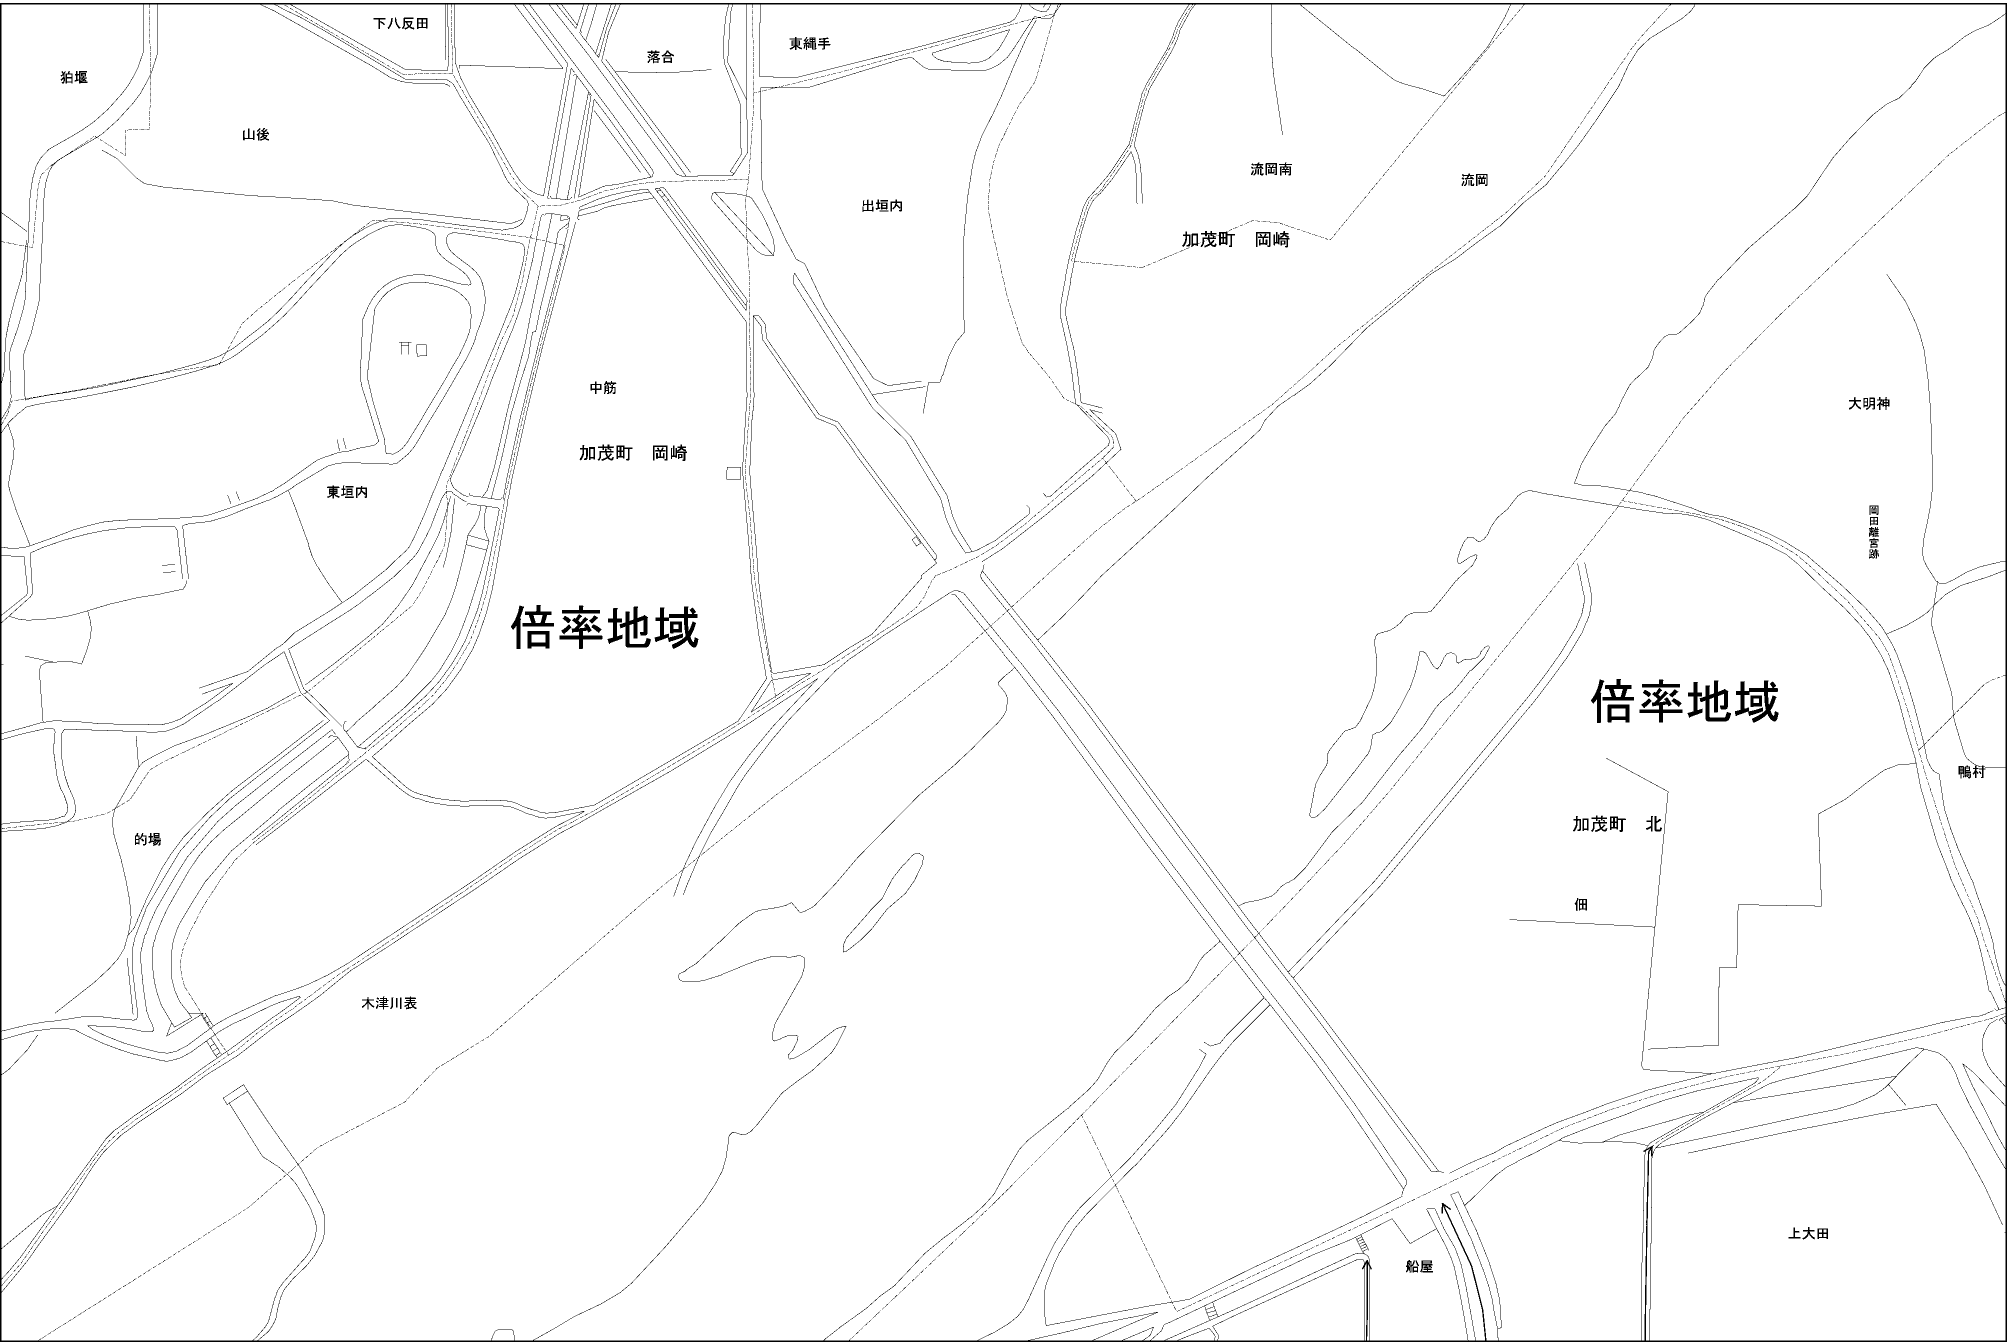 下八反田
東縄手
落合
狛堰
山後
流岡南
流岡
出垣内
加茂町　岡崎
中筋
大明神
加茂町　岡崎
東垣内
岡田離宮跡
倍率地域
倍率地域
鴨村
加茂町　北
的場
佃
木津川表
上大田
船屋